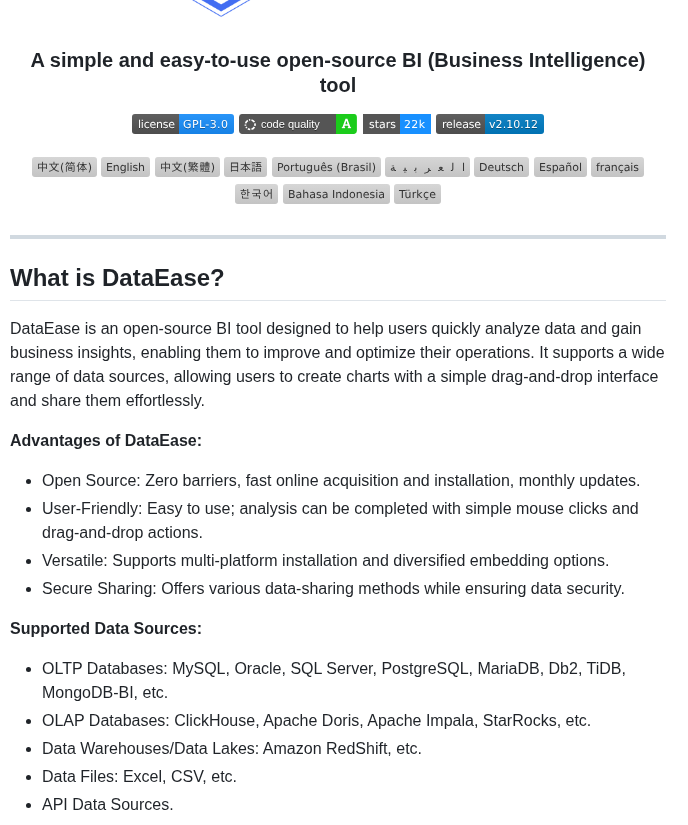 A simple and easy-to-use open-source BI (Business Intelligence)
tool
license GPL-3.0 code quality A stars 22k release v2.10.12
中文(简体) English 中文(繁體) 日本語 Português (Brasil) العربية Deutsch Español français
한국어 Bahasa Indonesia Türkçe
What is DataEase?
DataEase is an open-source BI tool designed to help users quickly analyze data and gain
business insights, enabling them to improve and optimize their operations. It supports a wide
range of data sources, allowing users to create charts with a simple drag-and-drop interface
and share them effortlessly.
Advantages of DataEase:
• Open Source: Zero barriers, fast online acquisition and installation, monthly updates.
• User-Friendly: Easy to use; analysis can be completed with simple mouse clicks and
drag-and-drop actions.
• Versatile: Supports multi-platform installation and diversified embedding options.
• Secure Sharing: Offers various data-sharing methods while ensuring data security.
Supported Data Sources:
• OLTP Databases: MySQL, Oracle, SQL Server, PostgreSQL, MariaDB, Db2, TiDB,
MongoDB-BI, etc.
• OLAP Databases: ClickHouse, Apache Doris, Apache Impala, StarRocks, etc.
• Data Warehouses/Data Lakes: Amazon RedShift, etc.
• Data Files: Excel, CSV, etc.
• API Data Sources.